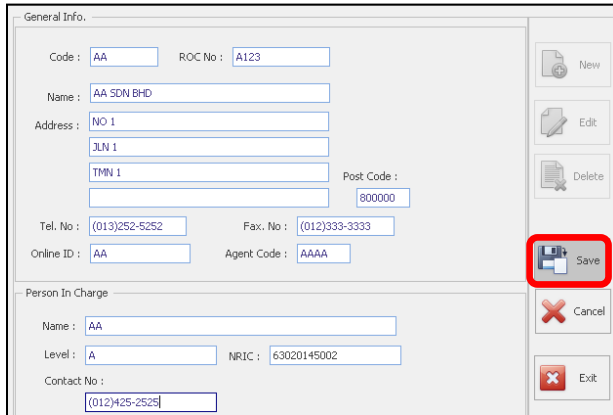 General Info.
Code : AA ROC No : A123
New
Name : AA SDN BHD
Address : NO 1
Edit
JLN 1
TMN 1
Post Code :
Delete
800000
Tel. No : (013)252-5252 Fax. No : (012)333-3333
Online ID : AA Agent Code : AAAA
Save
Person In Charge
Name : AA
Cancel
Level : A NRIC : 63020145002
Contact No :
Exit
(012)425-2525